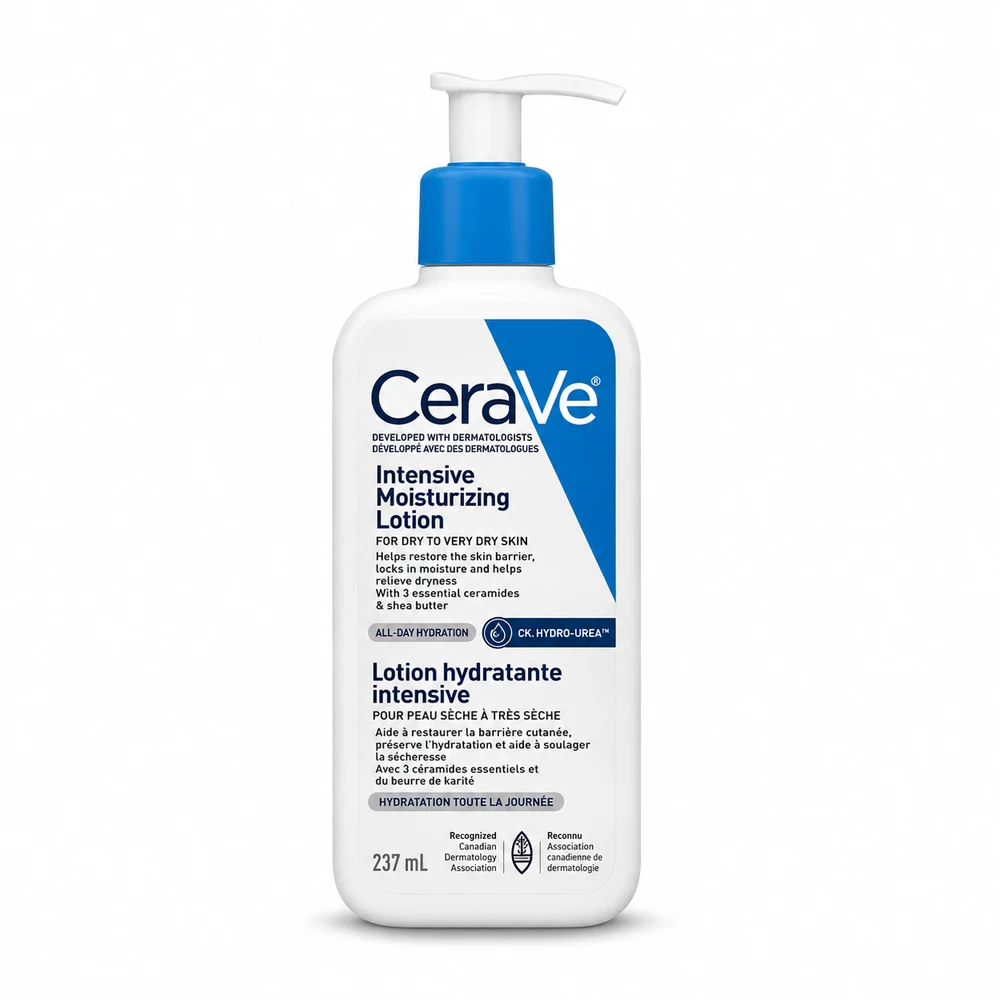 CeraVe®
DEVELOPED WITH DERMATOLOGISTS
DÉVELOPPÉ AVEC DES DERMATOLOGUES
Intensive
Moisturizing
Lotion
FOR DRY TO VERY DRY SKIN
Helps restore the skin barrier,
locks in moisture and helps
relieve dryness
With 3 essential ceramides
& shea butter
ALL-DAY HYDRATION
CK. HYDRO-UREA™
Lotion hydratante
intensive
POUR PEAU SÈCHE À TRÈS SÈCHE
Aide à restaurer la barrière cutanée,
préserve l'hydratation et aide à soulager
la sécheresse
Avec 3 céramides essentiels et
du beurre de karité
HYDRATATION TOUTE LA JOURNÉE
237 mL
Recognized
Canadian
Dermatology
Association
Reconnu
Association
canadienne de
dermatologie